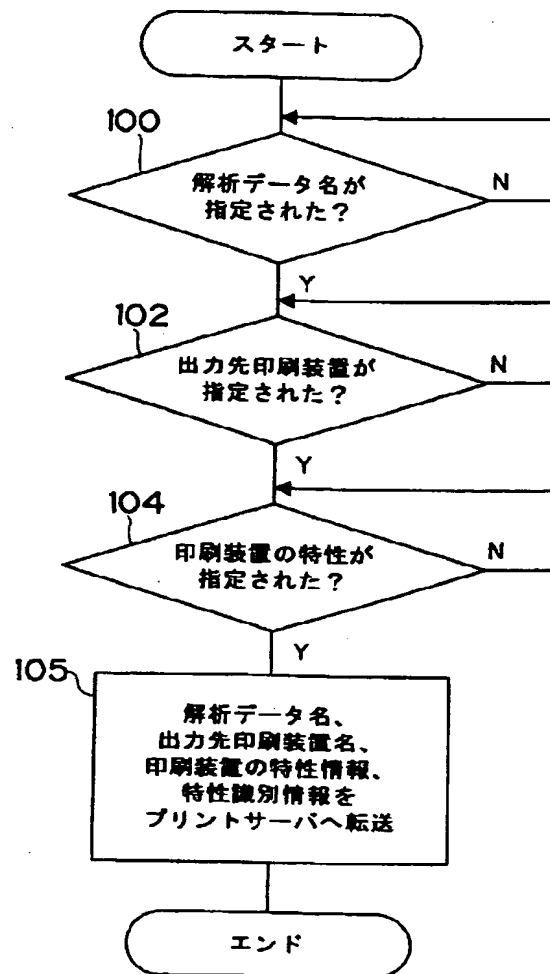 スタート
100
解析データ名が
指定された？
N
Y
102
出力先印刷装置が
指定された？
N
Y
104
印刷装置の特性が
指定された？
N
Y
105
解析データ名、
出力先印刷装置名、
印刷装置の特性情報、
特性識別情報を
プリントサーバへ転送
エンド